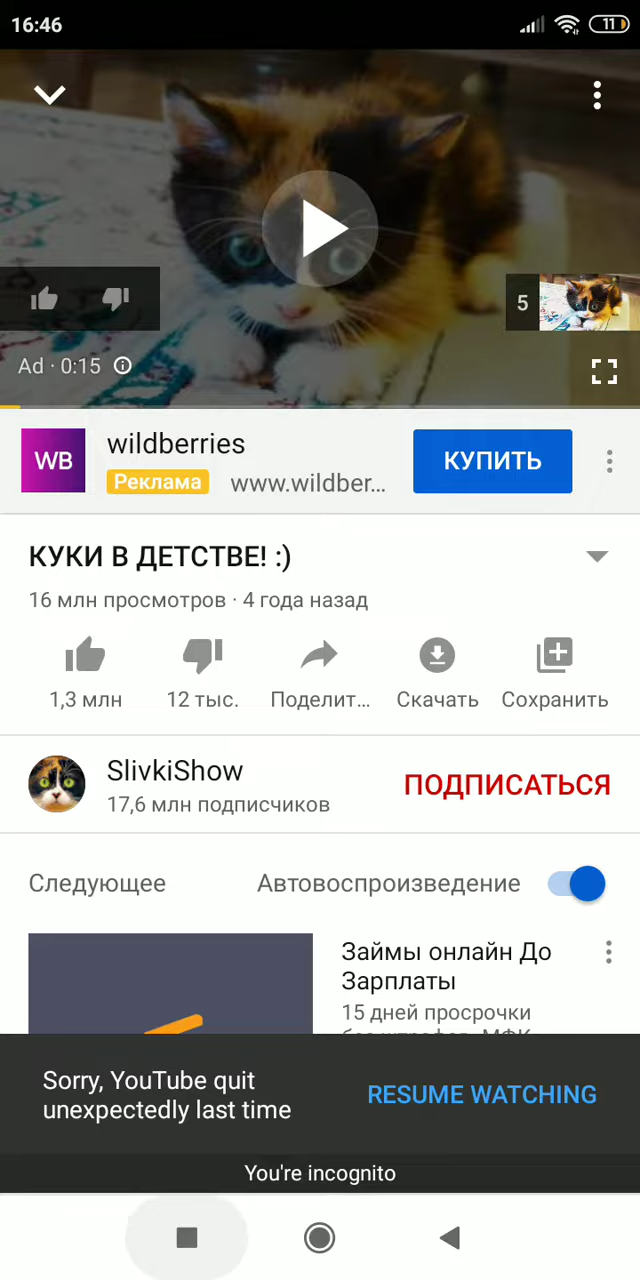 16:46
11
5
Ad · 0:15
WB
wildberries
Реклама www.wildber...
КУПИТЬ
КУКИ В ДЕТСТВЕ! :)
16 млн просмотров · 4 года назад
1,3 млн
12 тыс.
Поделит...
Скачать
Сохранить
SlivkiShow
17,6 млн подписчиков
ПОДПИСАТЬСЯ
Следующее
Автовоспроизведение
Займы онлайн До
Зарплаты
15 дней просрочки
Sorry, YouTube quit
unexpectedly last time
RESUME WATCHING
You're incognito